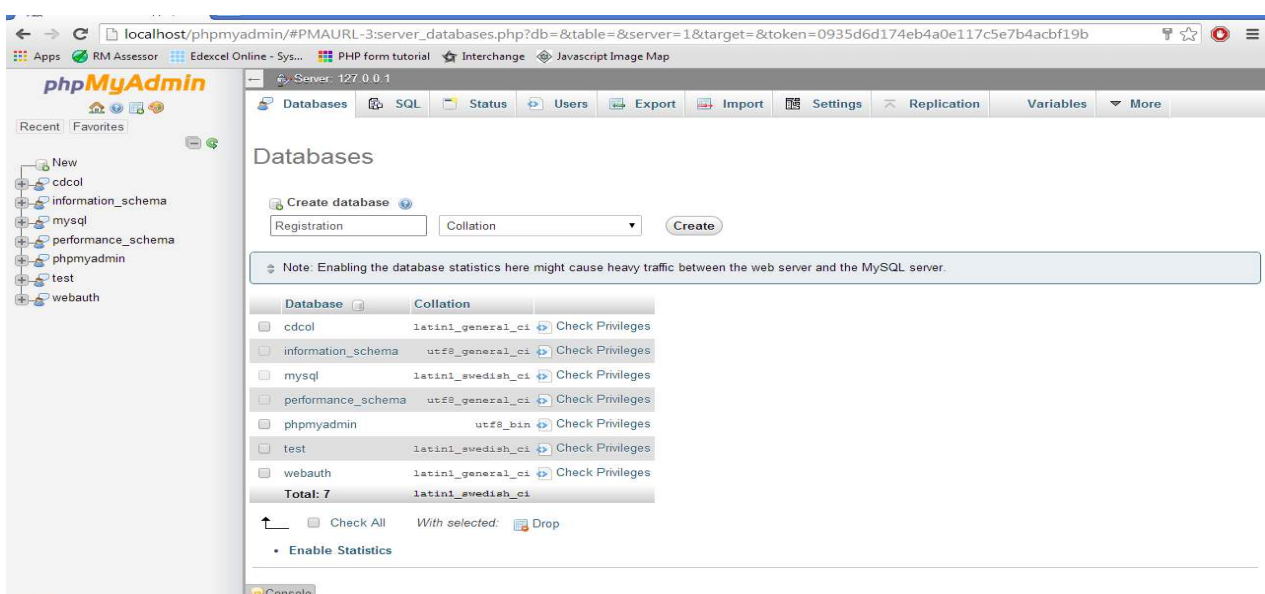 localhost/phpmyadmin/#PMAURL-3:server_databases.php?db=&table=&server=1&target=&token=0935d6d174eb4a0e117c5e7b4acbf19b
Apps RM Assessor Edexcel Online - Sys... PHP form tutorial Interchange Javascript Image Map
phpMyAdmin
Recent Favorites
New
cdcol
information_schema
mysql
performance_schema
phpmyadmin
test
webauth
Server: 127.0.0.1
Databases SQL Status Users Export Import Settings Replication Variables More
Databases
Create database
Registration Collation Create
Note: Enabling the database statistics here might cause heavy traffic between the web server and the MySQL server.
Database Collation
cdcol latin1_general_ci Check Privileges
information_schema utf8_general_ci Check Privileges
mysql latin1_swedish_ci Check Privileges
performance_schema utf8_general_ci Check Privileges
phpmyadmin utf8_bin Check Privileges
test latin1_swedish_ci Check Privileges
webauth latin1_general_ci Check Privileges
Total: 7 latin1_swedish_ci
Check All With selected: Drop
• Enable Statistics
Console